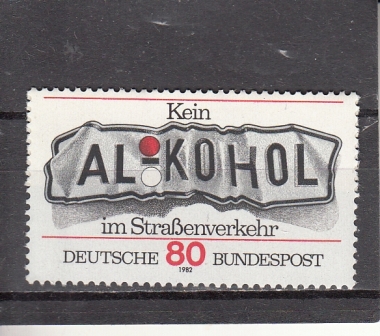 Kein
AL KOHOL
im Straßenverkehr
DEUTSCHE 80 BUNDESPOST
1982